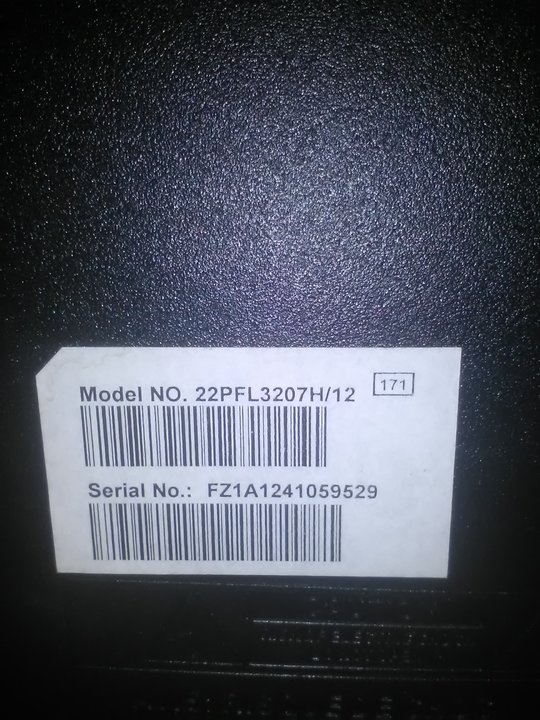 Model NO. 22PFL3207H/12 171
Serial No.: FZ1A1241059529